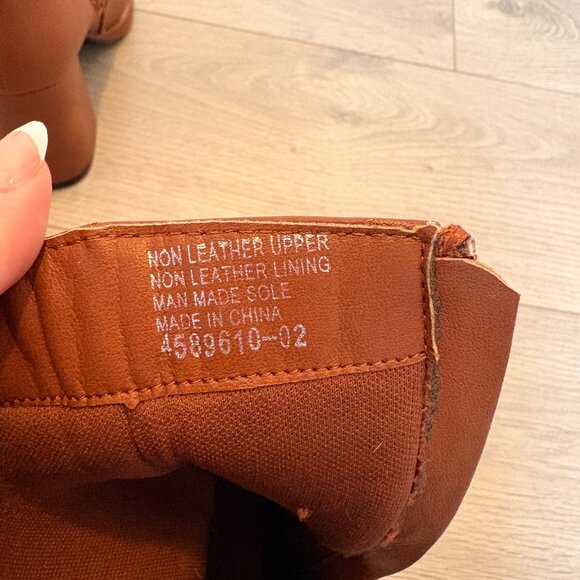 NON LEATHER UPPER
NON LEATHER LINING
MAN MADE SOLE
MADE IN CHINA
4589610-02